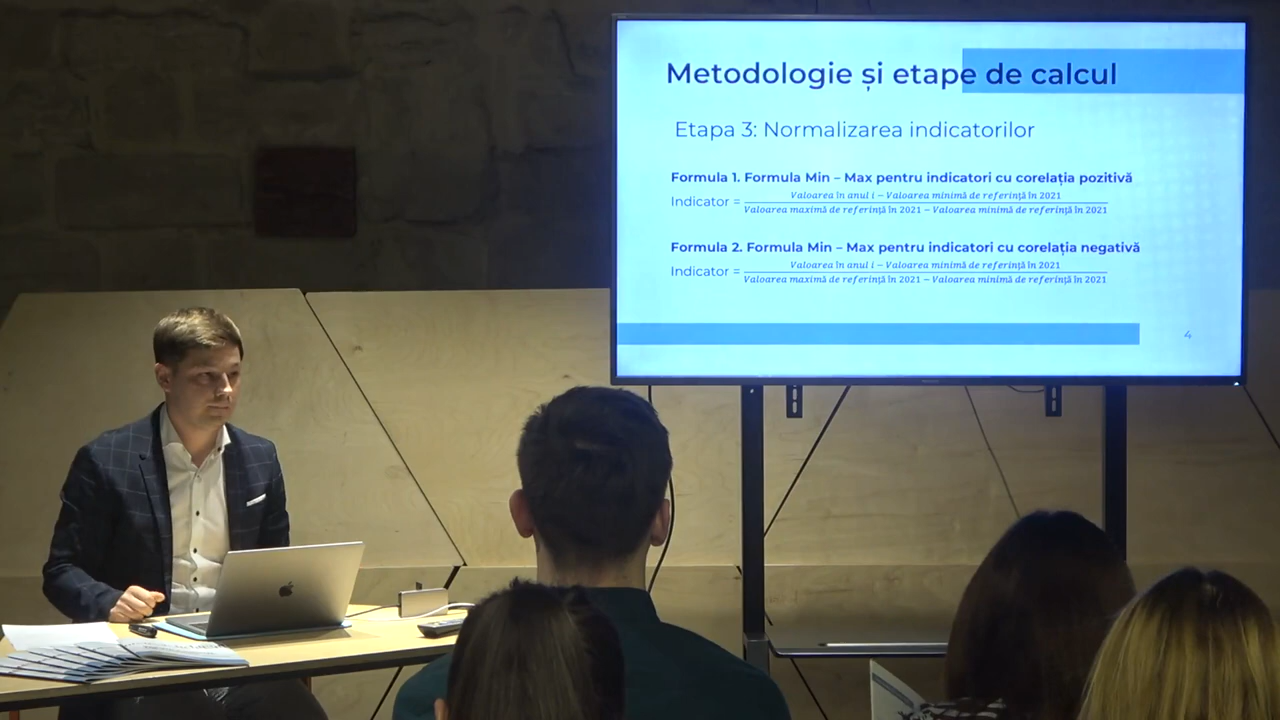 Metodologie și etape de calcul
Etapa 3: Normalizarea indicatorilor
Formula 1. Formula Min – Max pentru indicatori cu corelația pozitivă
Indicator = Valoarea în anul i − Valoarea minimă de referință în 2021
Valoarea maximă de referință în 2021 − Valoarea minimă de referință în 2021
Formula 2. Formula Min – Max pentru indicatori cu corelația negativă
Indicator = Valoarea în anul i − Valoarea minimă de referință în 2021
Valoarea maximă de referință în 2021 − Valoarea minimă de referință în 2021
4